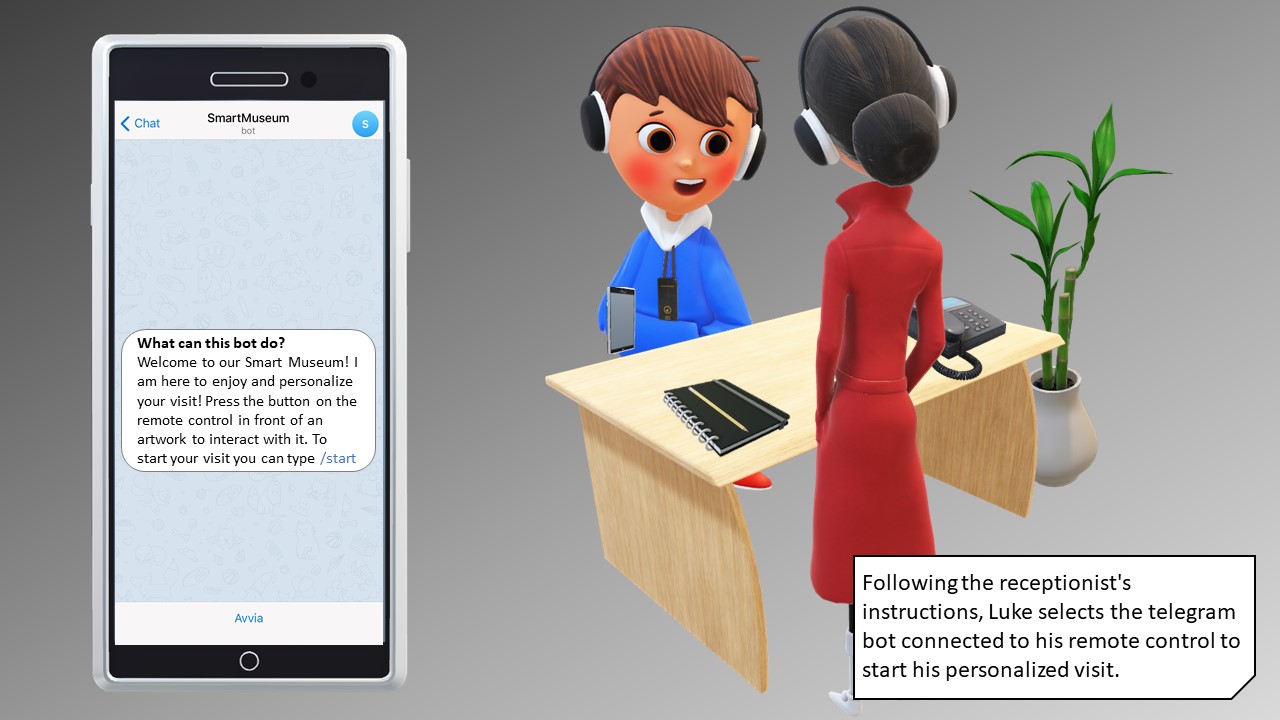 Chat
SmartMuseum
bot
S
What can this bot do?
Welcome to our Smart Museum! I
am here to enjoy and personalize
your visit! Press the button on the
remote control in front of an
artwork to interact with it. To
start your visit you can type /start
Avvia
Following the receptionist's
instructions, Luke selects the telegram
bot connected to his remote control to
start his personalized visit.